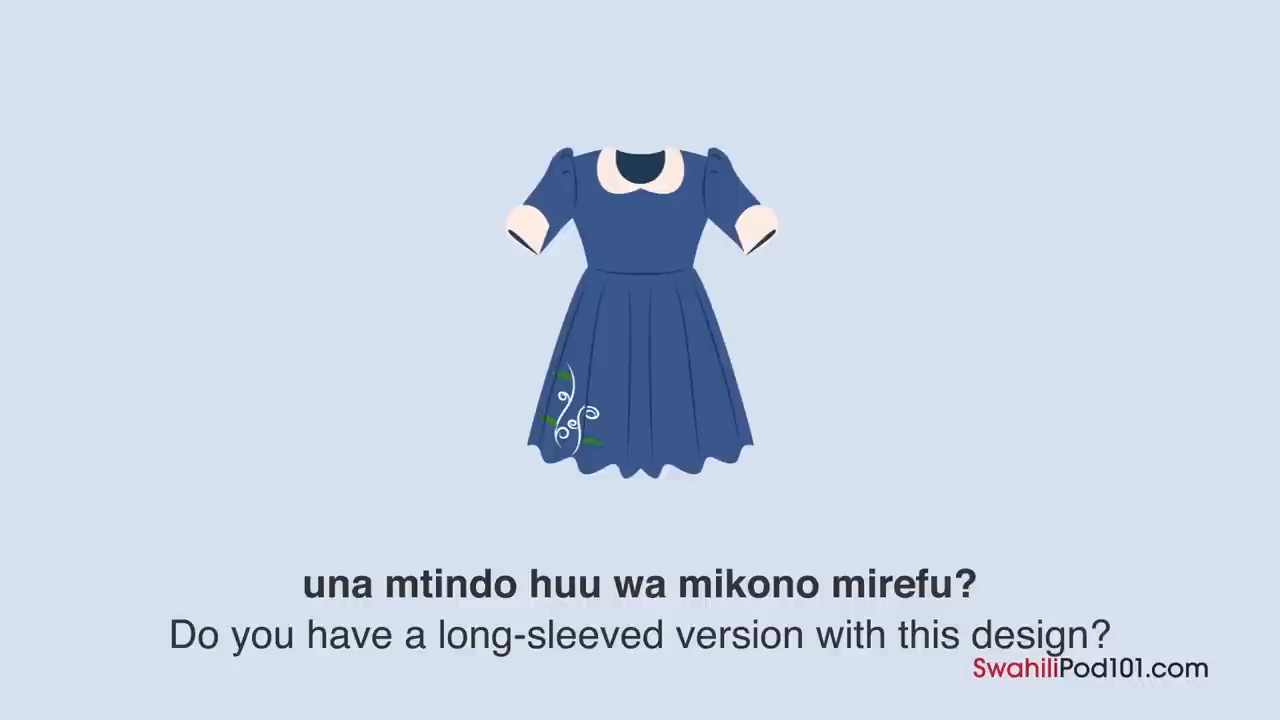 una mtindo huu wa mikono mirefu?
Do you have a long-sleeved version with this design?
SwahiliPod101.com